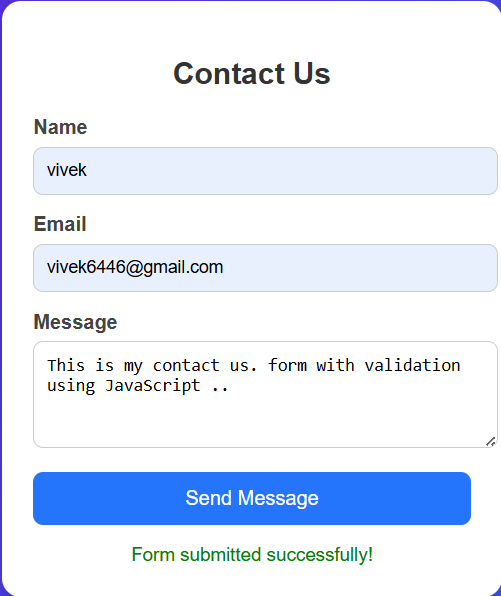 Contact Us
Name
vivek
Email
vivek6446@gmail.com
Message
This is my contact us. form with validation
using JavaScript ..
Send Message
Form submitted successfully!